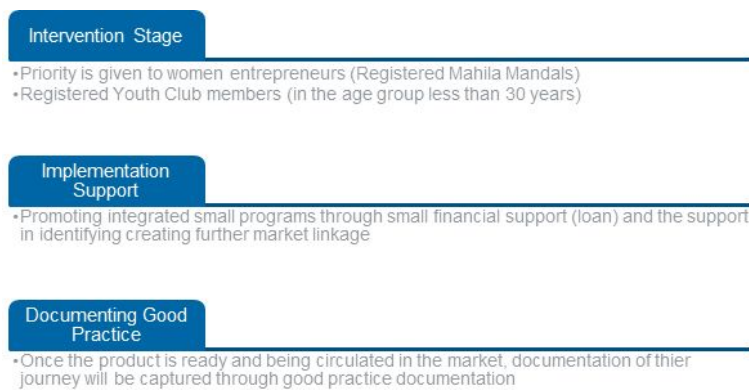 Intervention Stage
•Priority is given to women entrepreneurs (Registered Mahila Mandals)
•Registered Youth Club members (in the age group less than 30 years)
Implementation
Support
•Promoting integrated small programs through small financial support (loan) and the support
in identifying creating further market linkage
Documenting Good
Practice
•Once the product is ready and being circulated in the market, documentation of thier
journey will be captured through good practice documentation